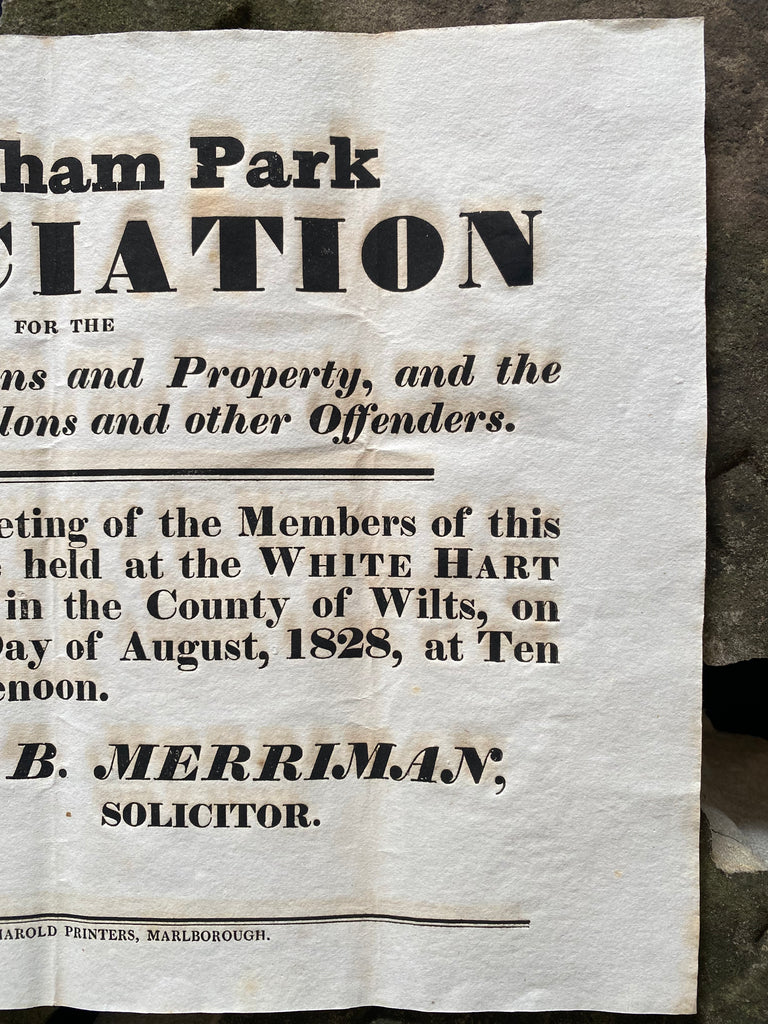 ham Park
CIATION
FOR THE
ns and Property, and the
lons and other Offenders.
eting of the Members of this
held at the WHITE HART
in the County of Wilts, on
Day of August, 1828, at Ten
enoon.
B. MERRIMAN,
SOLICITOR.
HAROLD PRINTERS, MARLBOROUGH.